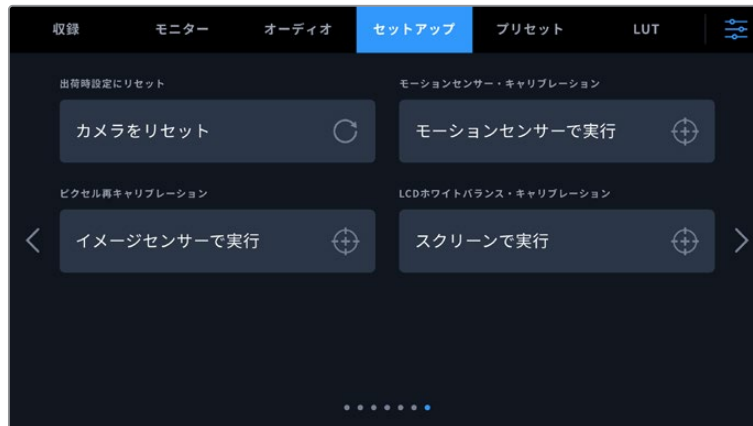 収録 モニター オーディオ セットアップ プリセット LUT
出荷時設定にリセット モーションセンサー・キャリブレーション
カメラをリセット モーションセンサーで実行
ピクセル再キャリブレーション LCDホワイトバランス・キャリブレーション
イメージセンサーで実行 スクリーンで実行